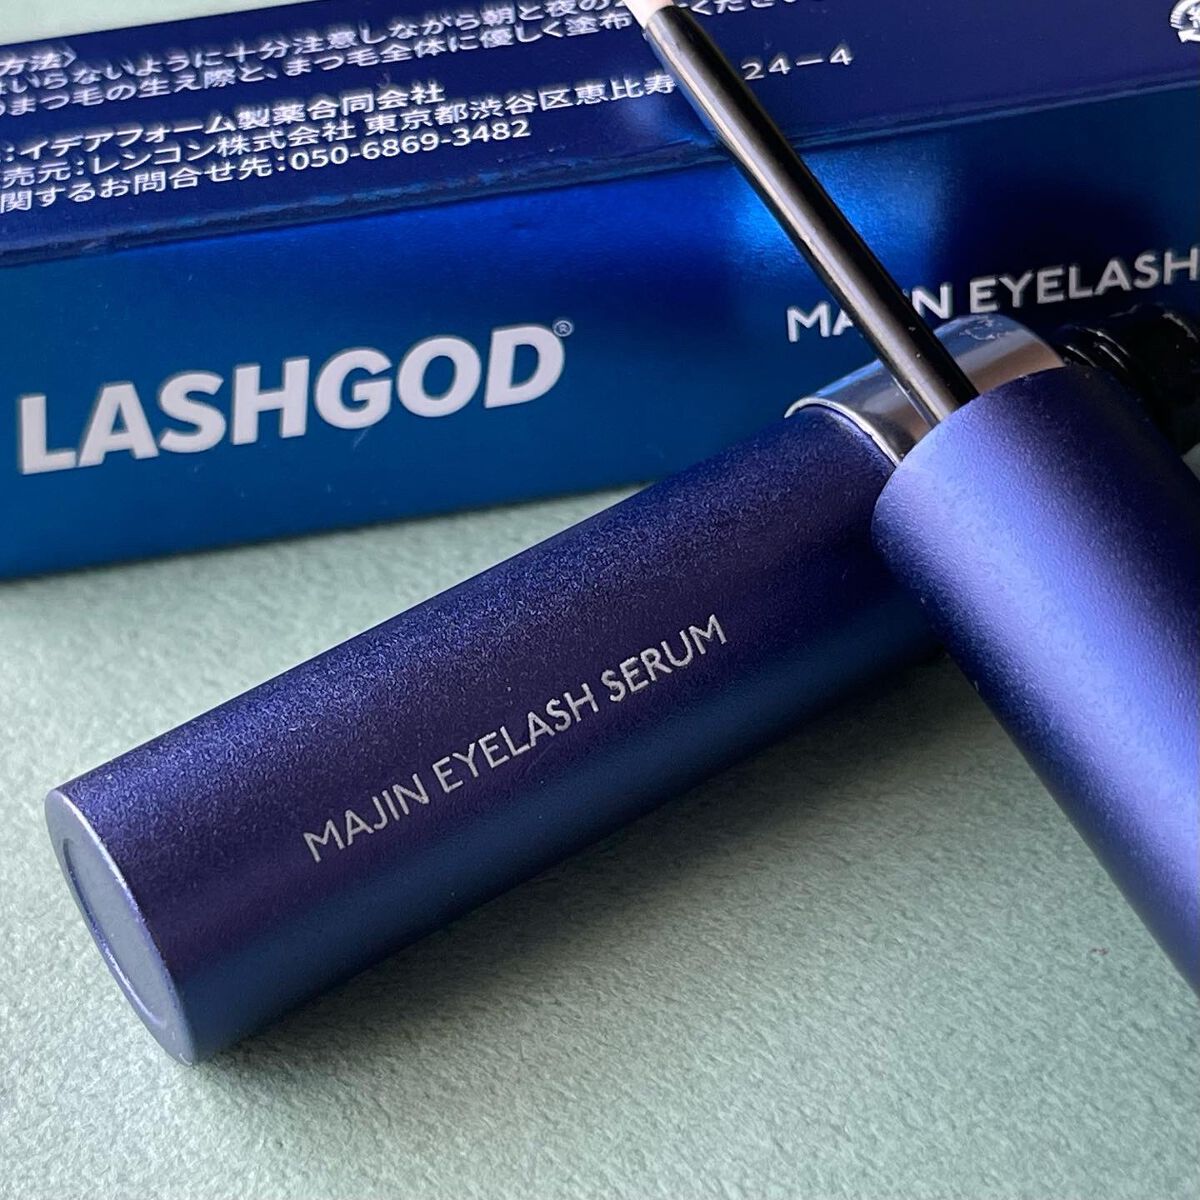 方法〉
はいらないように十分注意しながら朝と夜の
まつ毛の生え際と、まつ毛全体に優しく塗布 ください
:イデアフォーム製薬合同会社
売元:レンコン株式会社 東京都渋谷区恵比寿 24-4
関するお問合せ先:050-6869-3482
LASHGOD®
MAJIN EYELASH
MAJIN EYELASH SERUM